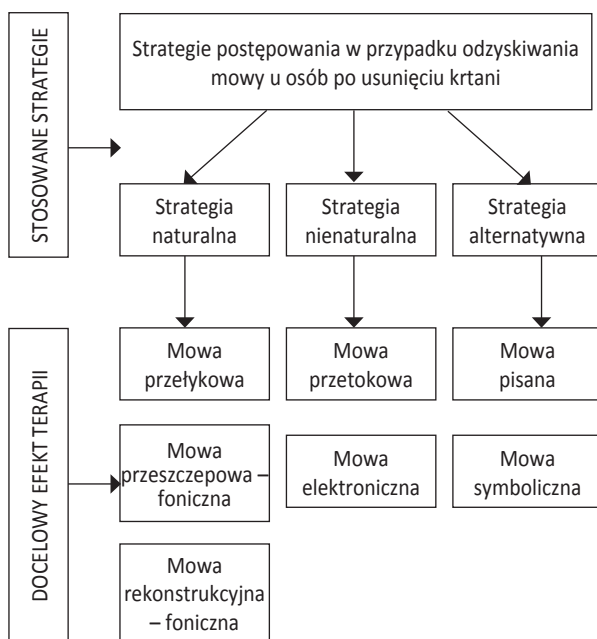 STOSOWANE STRATEGIE
Strategie postępowania w przypadku odzyskiwania
mowy u osób po usunięciu krtani
Strategia
naturalna
Strategia
nienaturalna
Strategia
alternatywna
DOCELOWY EFEKT TERAPII
Mowa
przełykowa
Mowa
przetokowa
Mowa
pisana
Mowa
przeszczepowa –
foniczna
Mowa
elektroniczna
Mowa
symboliczna
Mowa
rekonstrukcyjna
– foniczna